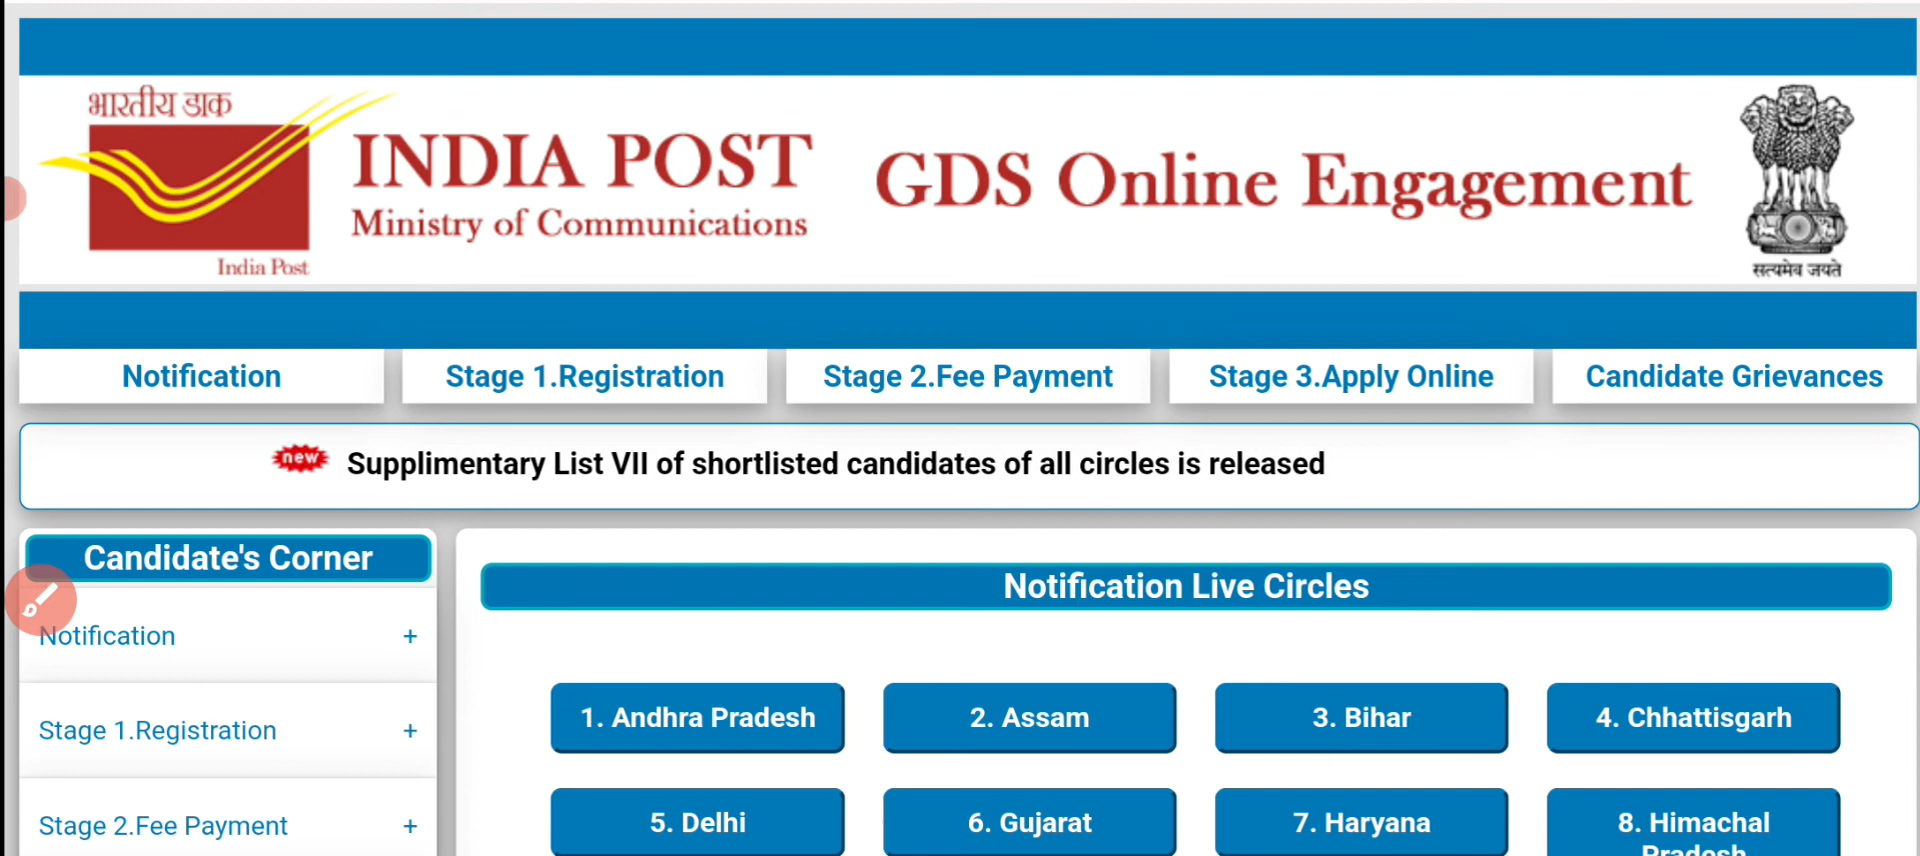 भारतीय डाक
India Post
INDIA POST
Ministry of Communications
GDS Online Engagement
सत्यमेव जयते
Notification
Stage 1.Registration
Stage 2.Fee Payment
Stage 3.Apply Online
Candidate Grievances
new Supplimentary List VII of shortlisted candidates of all circles is released
Candidate's Corner
Notification +
Stage 1.Registration +
Stage 2.Fee Payment +
Notification Live Circles
1. Andhra Pradesh
2. Assam
3. Bihar
4. Chhattisgarh
5. Delhi
6. Gujarat
7. Haryana
8. Himachal
Pradesh